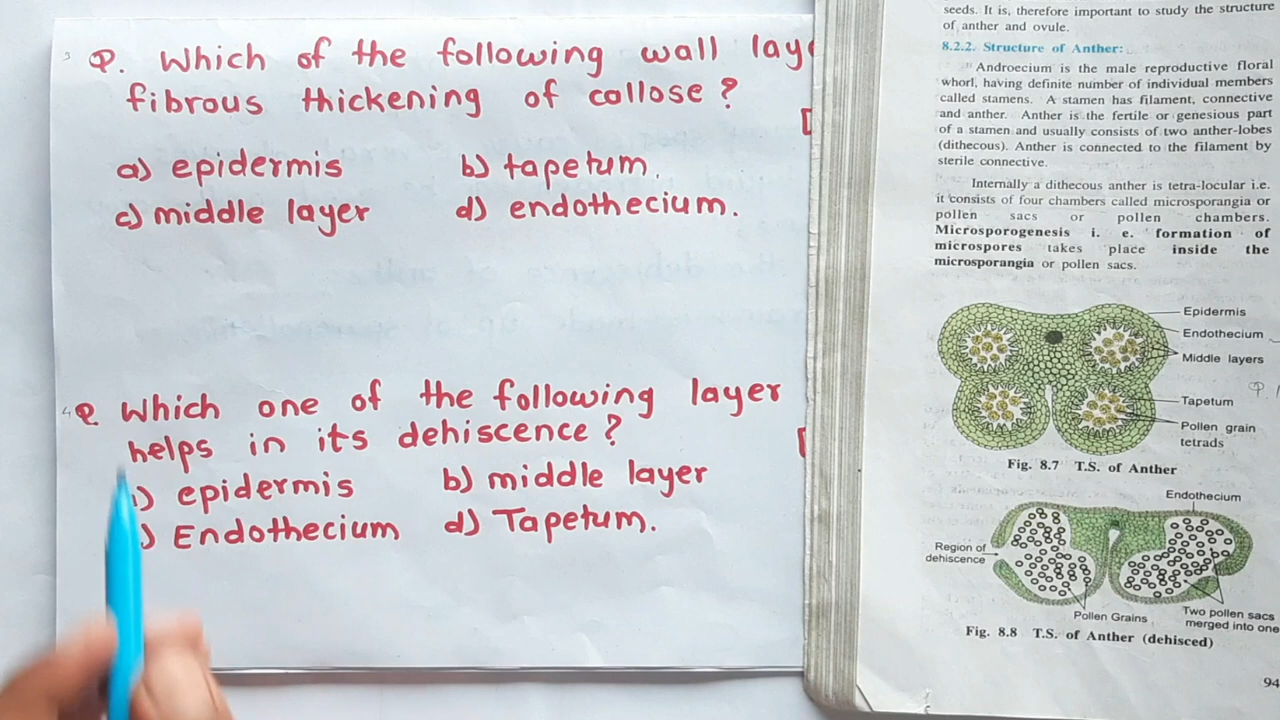 3 Q. Which of the following wall
fibrous thickening of callose?
[
a) epidermis b) tapetum.
c) middle layer d) endothecium.
4 Q. Which one of the following layer
helps in its dehiscence?
[
a) epidermis b) middle layer
) Endothecium d) Tapetum.
seeds. It is, therefore important to study the structure
of anther and ovule.
8.2.2. Structure of Anther:
Androecium is the male reproductive floral
whorl, having definite number of individual members
called stamens. A stamen has filament, connective
and anther. Anther is the fertile or genesious part
of a stamen and usually consists of two anther-lobes
(dithecous). Anther is connected to the filament by
sterile connective.
Internally a dithecous anther is tetra-locular i.e.
it consists of four chambers called microsporangia or
pollen sacs or pollen chambers.
Microsporogenesis i. e. formation of
microspores takes place inside the
microsporangia or pollen sacs.
Epidermis
Endothecium
Middle layers
Tapetum
Pollen grain
tetrads
Fig. 8.7 T.S. of Anther
Endothecium
Region of
dehiscence
Pollen Grains
Two pollen sacs
merged into one
Fig. 8.8 T.S. of Anther (dehisced)
94